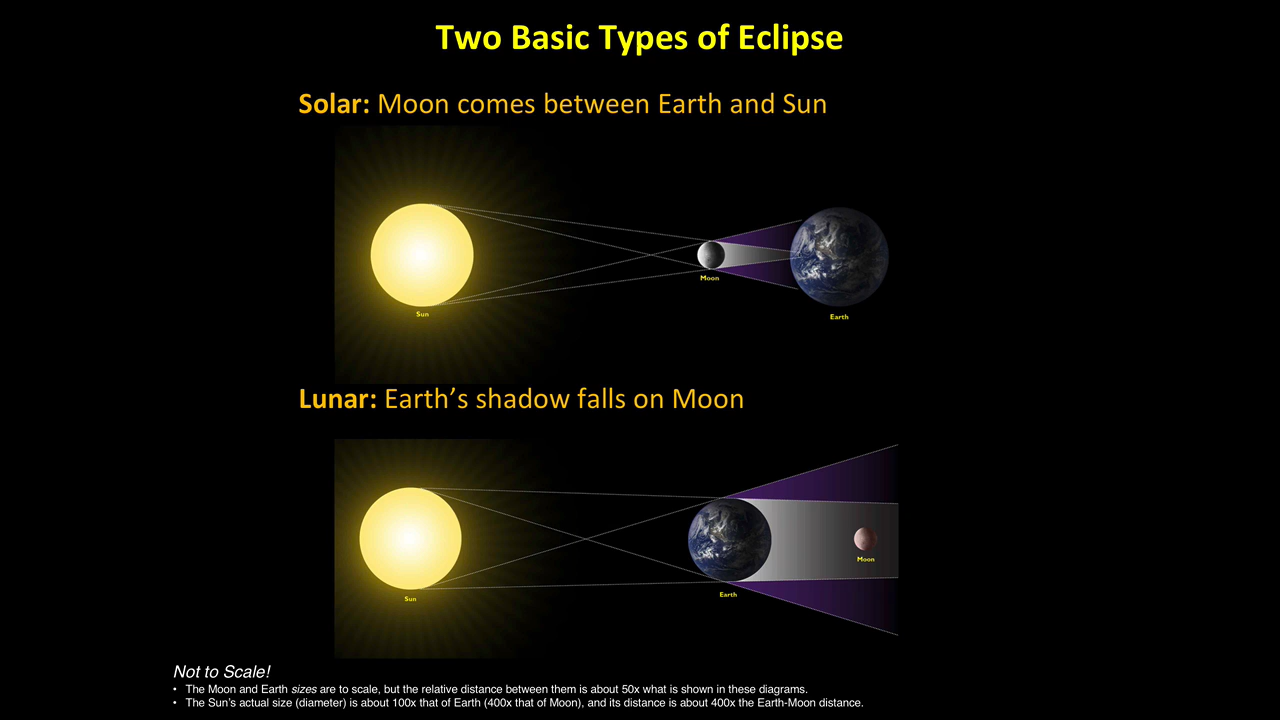 Two Basic Types of Eclipse
Solar: Moon comes between Earth and Sun
Moon
Sun
Earth
Lunar: Earth’s shadow falls on Moon
Moon
Earth
Sun
Not to Scale!
• The Moon and Earth sizes are to scale, but the relative distance between them is about 50x what is shown in these diagrams.
• The Sun’s actual size (diameter) is about 100x that of Earth (400x that of Moon), and its distance is about 400x the Earth-Moon distance.